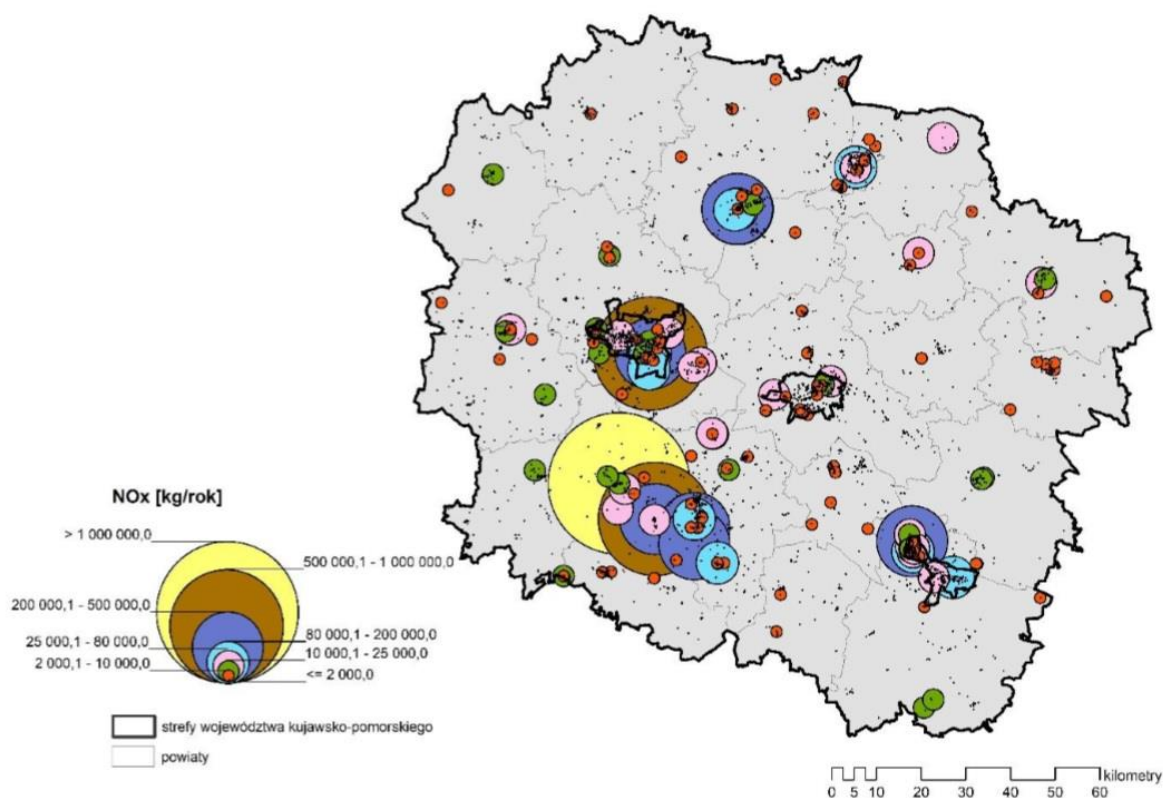 NOx [kg/rok]
> 1 000 000,0
500 000,1 - 1 000 000,0
200 000,1 - 500 000,0
80 000,1 - 200 000,0
25 000,1 - 80 000,0
10 000,1 - 25 000,0
2 000,1 - 10 000,0
<= 2 000,0
strefy województwa kujawsko-pomorskiego
powiaty
kilometry
0 5 10 20 30 40 50 60